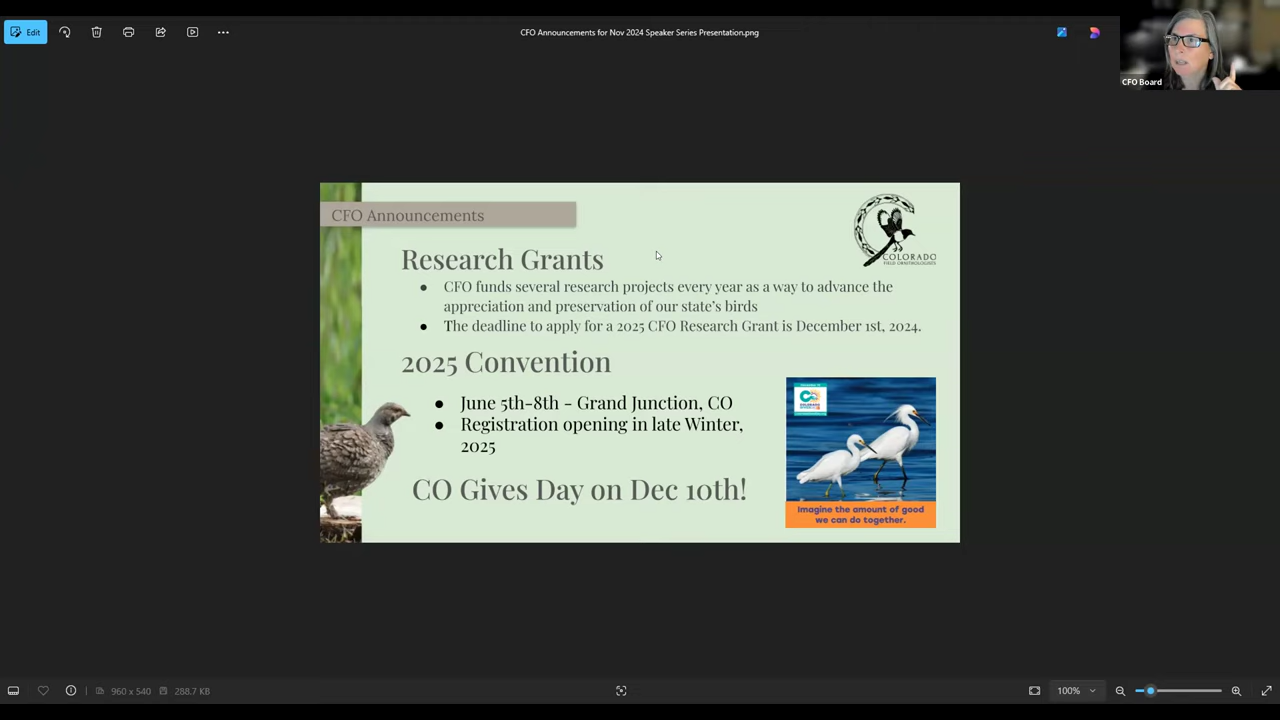 Edit
CFO Announcements for Nov 2024 Speaker Series Presentation.png
CFO Board
CFO Announcements
COLORADO
FIELD ORNITHOLOGISTS
Research Grants
● CFO funds several research projects every year as a way to advance the
appreciation and preservation of our state's birds
● The deadline to apply for a 2025 CFO Research Grant is December 1st, 2024.
2025 Convention
● June 5th-8th - Grand Junction, CO
● Registration opening in late Winter,
2025
CO Gives Day on Dec 10th!
Imagine the amount of good
we can do together.
960 x 540
288.7 KB
100%